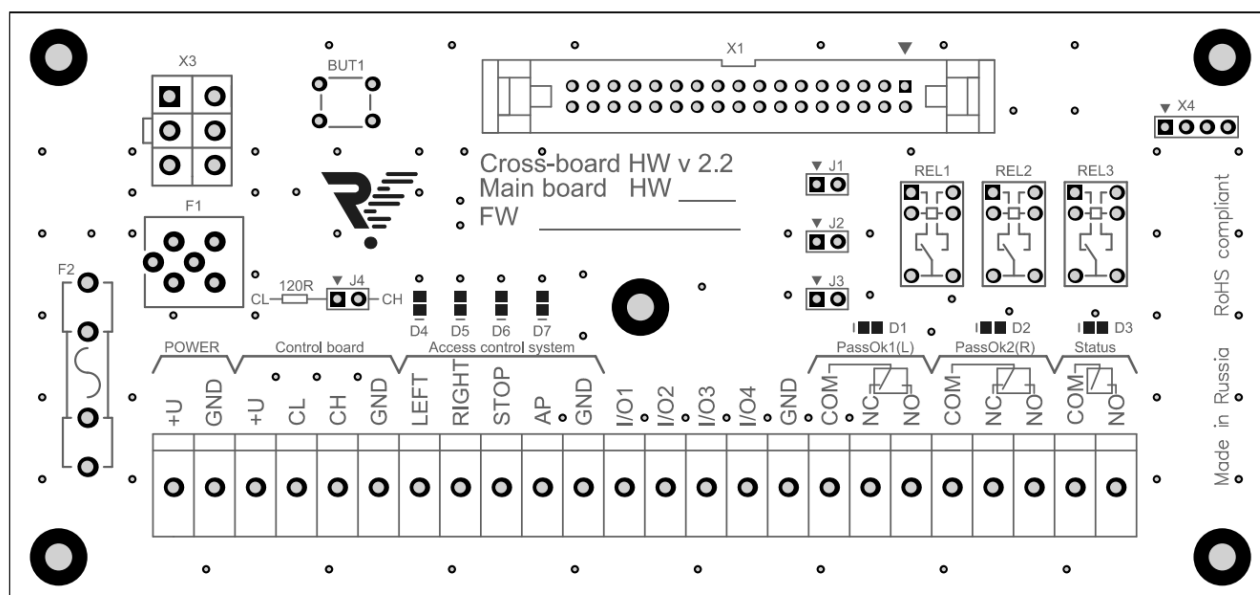 X1
X3
BUT1
X4
Cross-board HW v 2.2
Main board HW ____
FW ________________
J1
REL1
REL2
REL3
F1
J2
F2
120R
J4
CL
CH
J3
D4
D5
D6
D7
D1
D2
D3
POWER
Control board
Access control system
PassOk1(L)
PassOk2(R)
Status
+U
GND
+U
CL
CH
GND
LEFT
RIGHT
STOP
AP
GND
I/O1
I/O2
I/O3
I/O4
GND
COM
NC
NO
COM
NC
NO
COM
NO
Made in Russia RoHS compliant